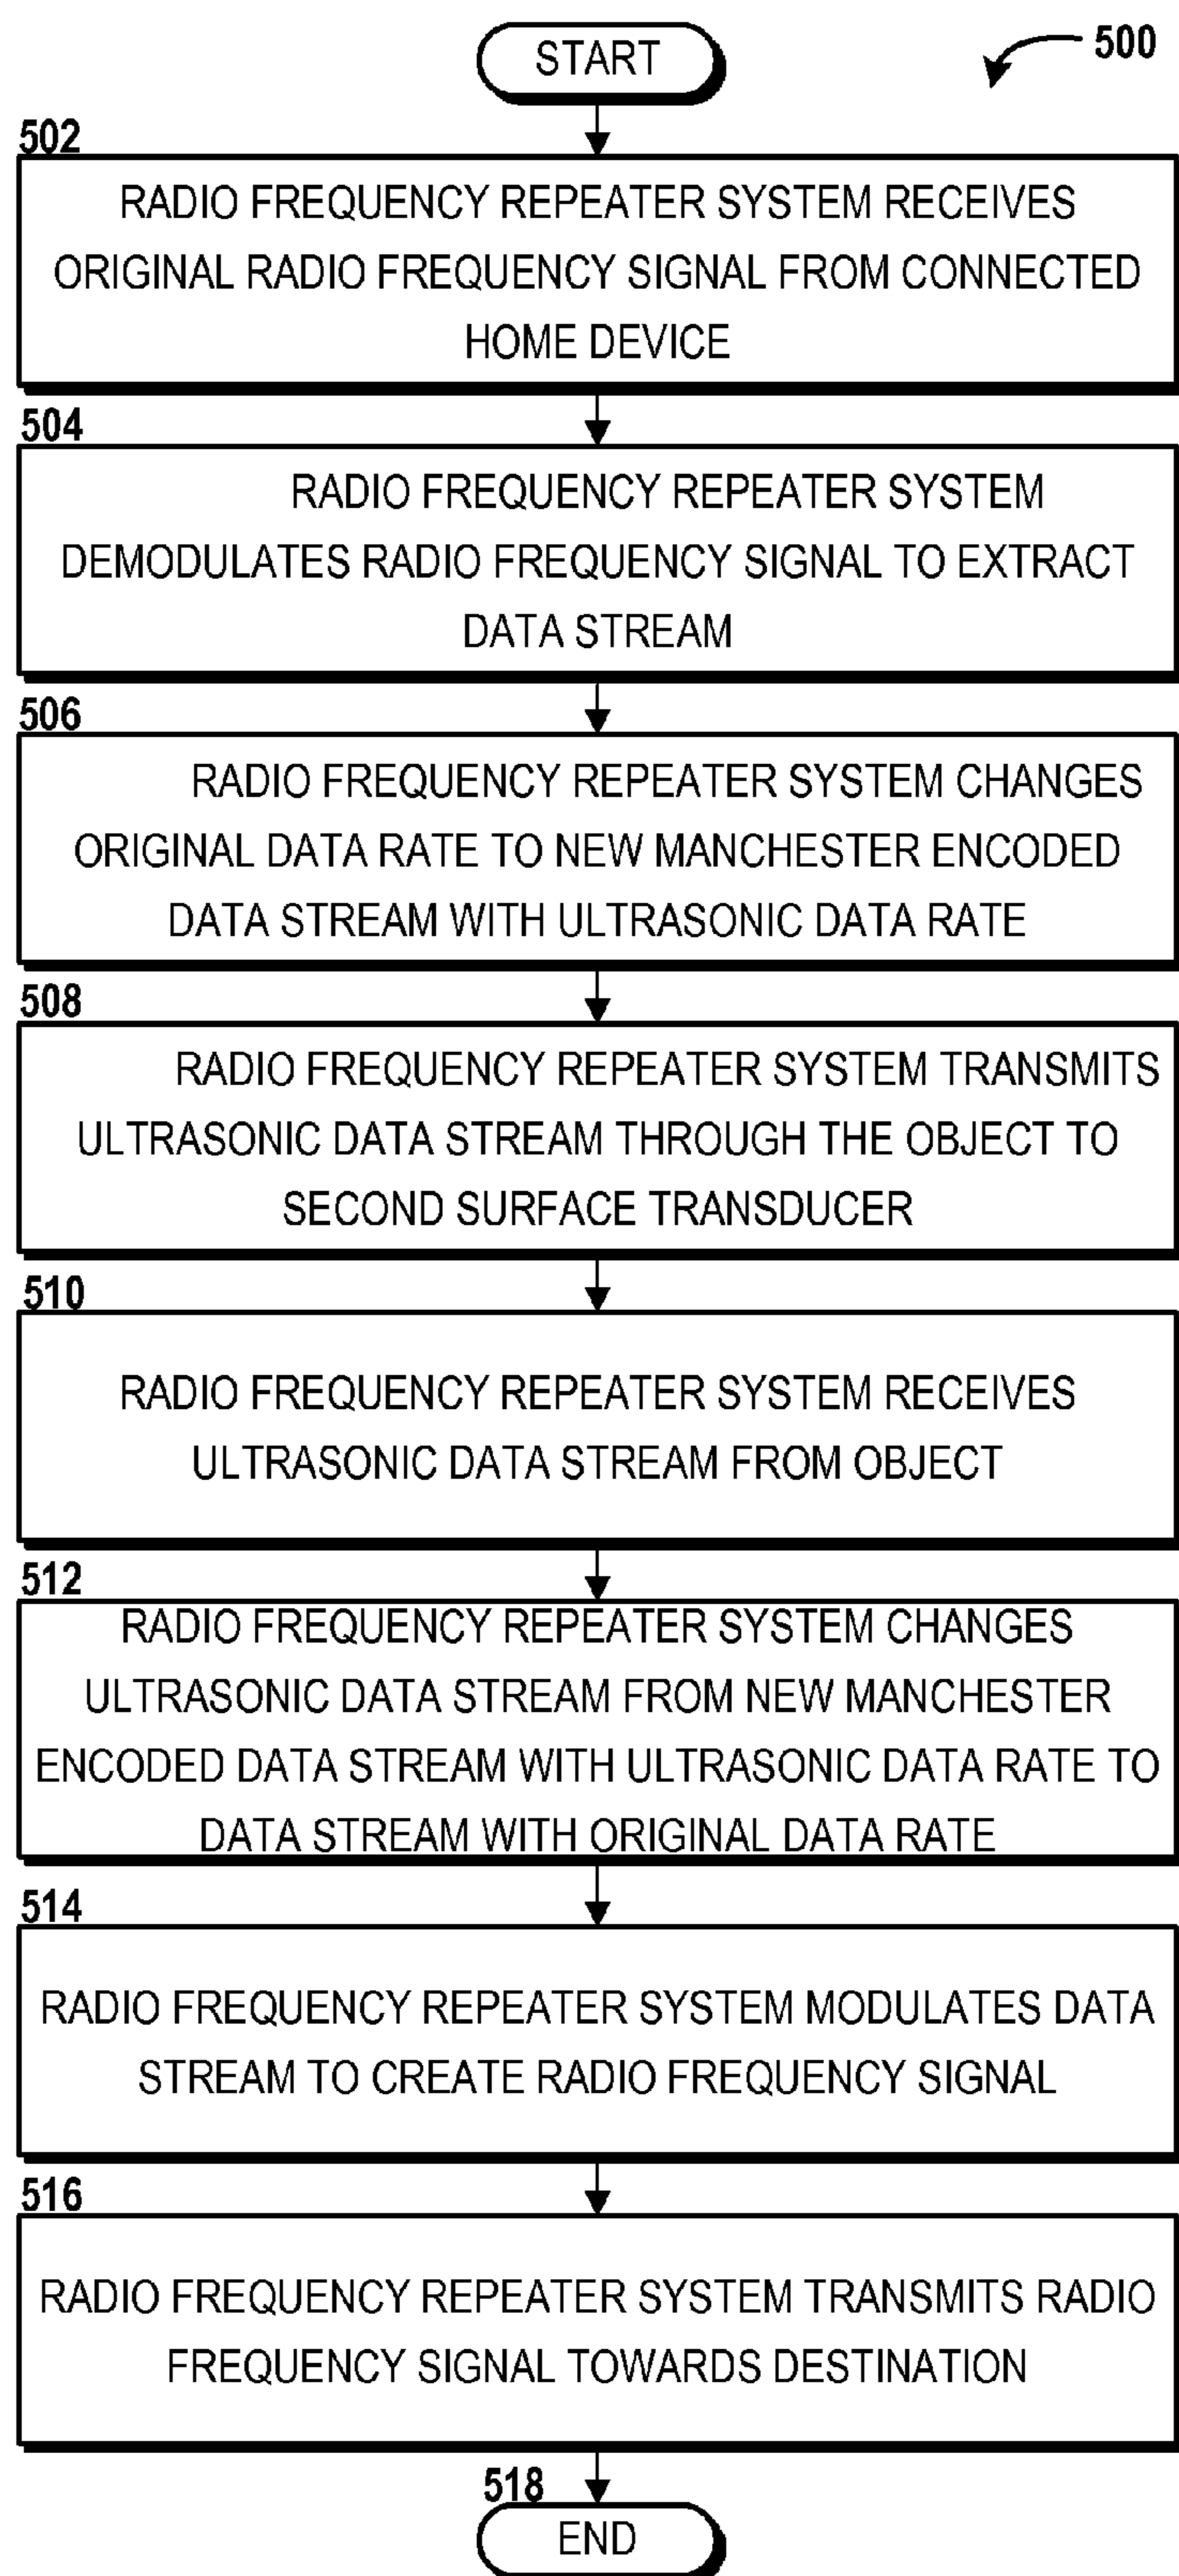 START
500
502
RADIO FREQUENCY REPEATER SYSTEM RECEIVES
ORIGINAL RADIO FREQUENCY SIGNAL FROM CONNECTED
HOME DEVICE
504
RADIO FREQUENCY REPEATER SYSTEM
DEMODULATES RADIO FREQUENCY SIGNAL TO EXTRACT
DATA STREAM
506
RADIO FREQUENCY REPEATER SYSTEM CHANGES
ORIGINAL DATA RATE TO NEW MANCHESTER ENCODED
DATA STREAM WITH ULTRASONIC DATA RATE
508
RADIO FREQUENCY REPEATER SYSTEM TRANSMITS
ULTRASONIC DATA STREAM THROUGH THE OBJECT TO
SECOND SURFACE TRANSDUCER
510
RADIO FREQUENCY REPEATER SYSTEM RECEIVES
ULTRASONIC DATA STREAM FROM OBJECT
512
RADIO FREQUENCY REPEATER SYSTEM CHANGES
ULTRASONIC DATA STREAM FROM NEW MANCHESTER
ENCODED DATA STREAM WITH ULTRASONIC DATA RATE TO
DATA STREAM WITH ORIGINAL DATA RATE
514
RADIO FREQUENCY REPEATER SYSTEM MODULATES DATA
STREAM TO CREATE RADIO FREQUENCY SIGNAL
516
RADIO FREQUENCY REPEATER SYSTEM TRANSMITS RADIO
FREQUENCY SIGNAL TOWARDS DESTINATION
518
END